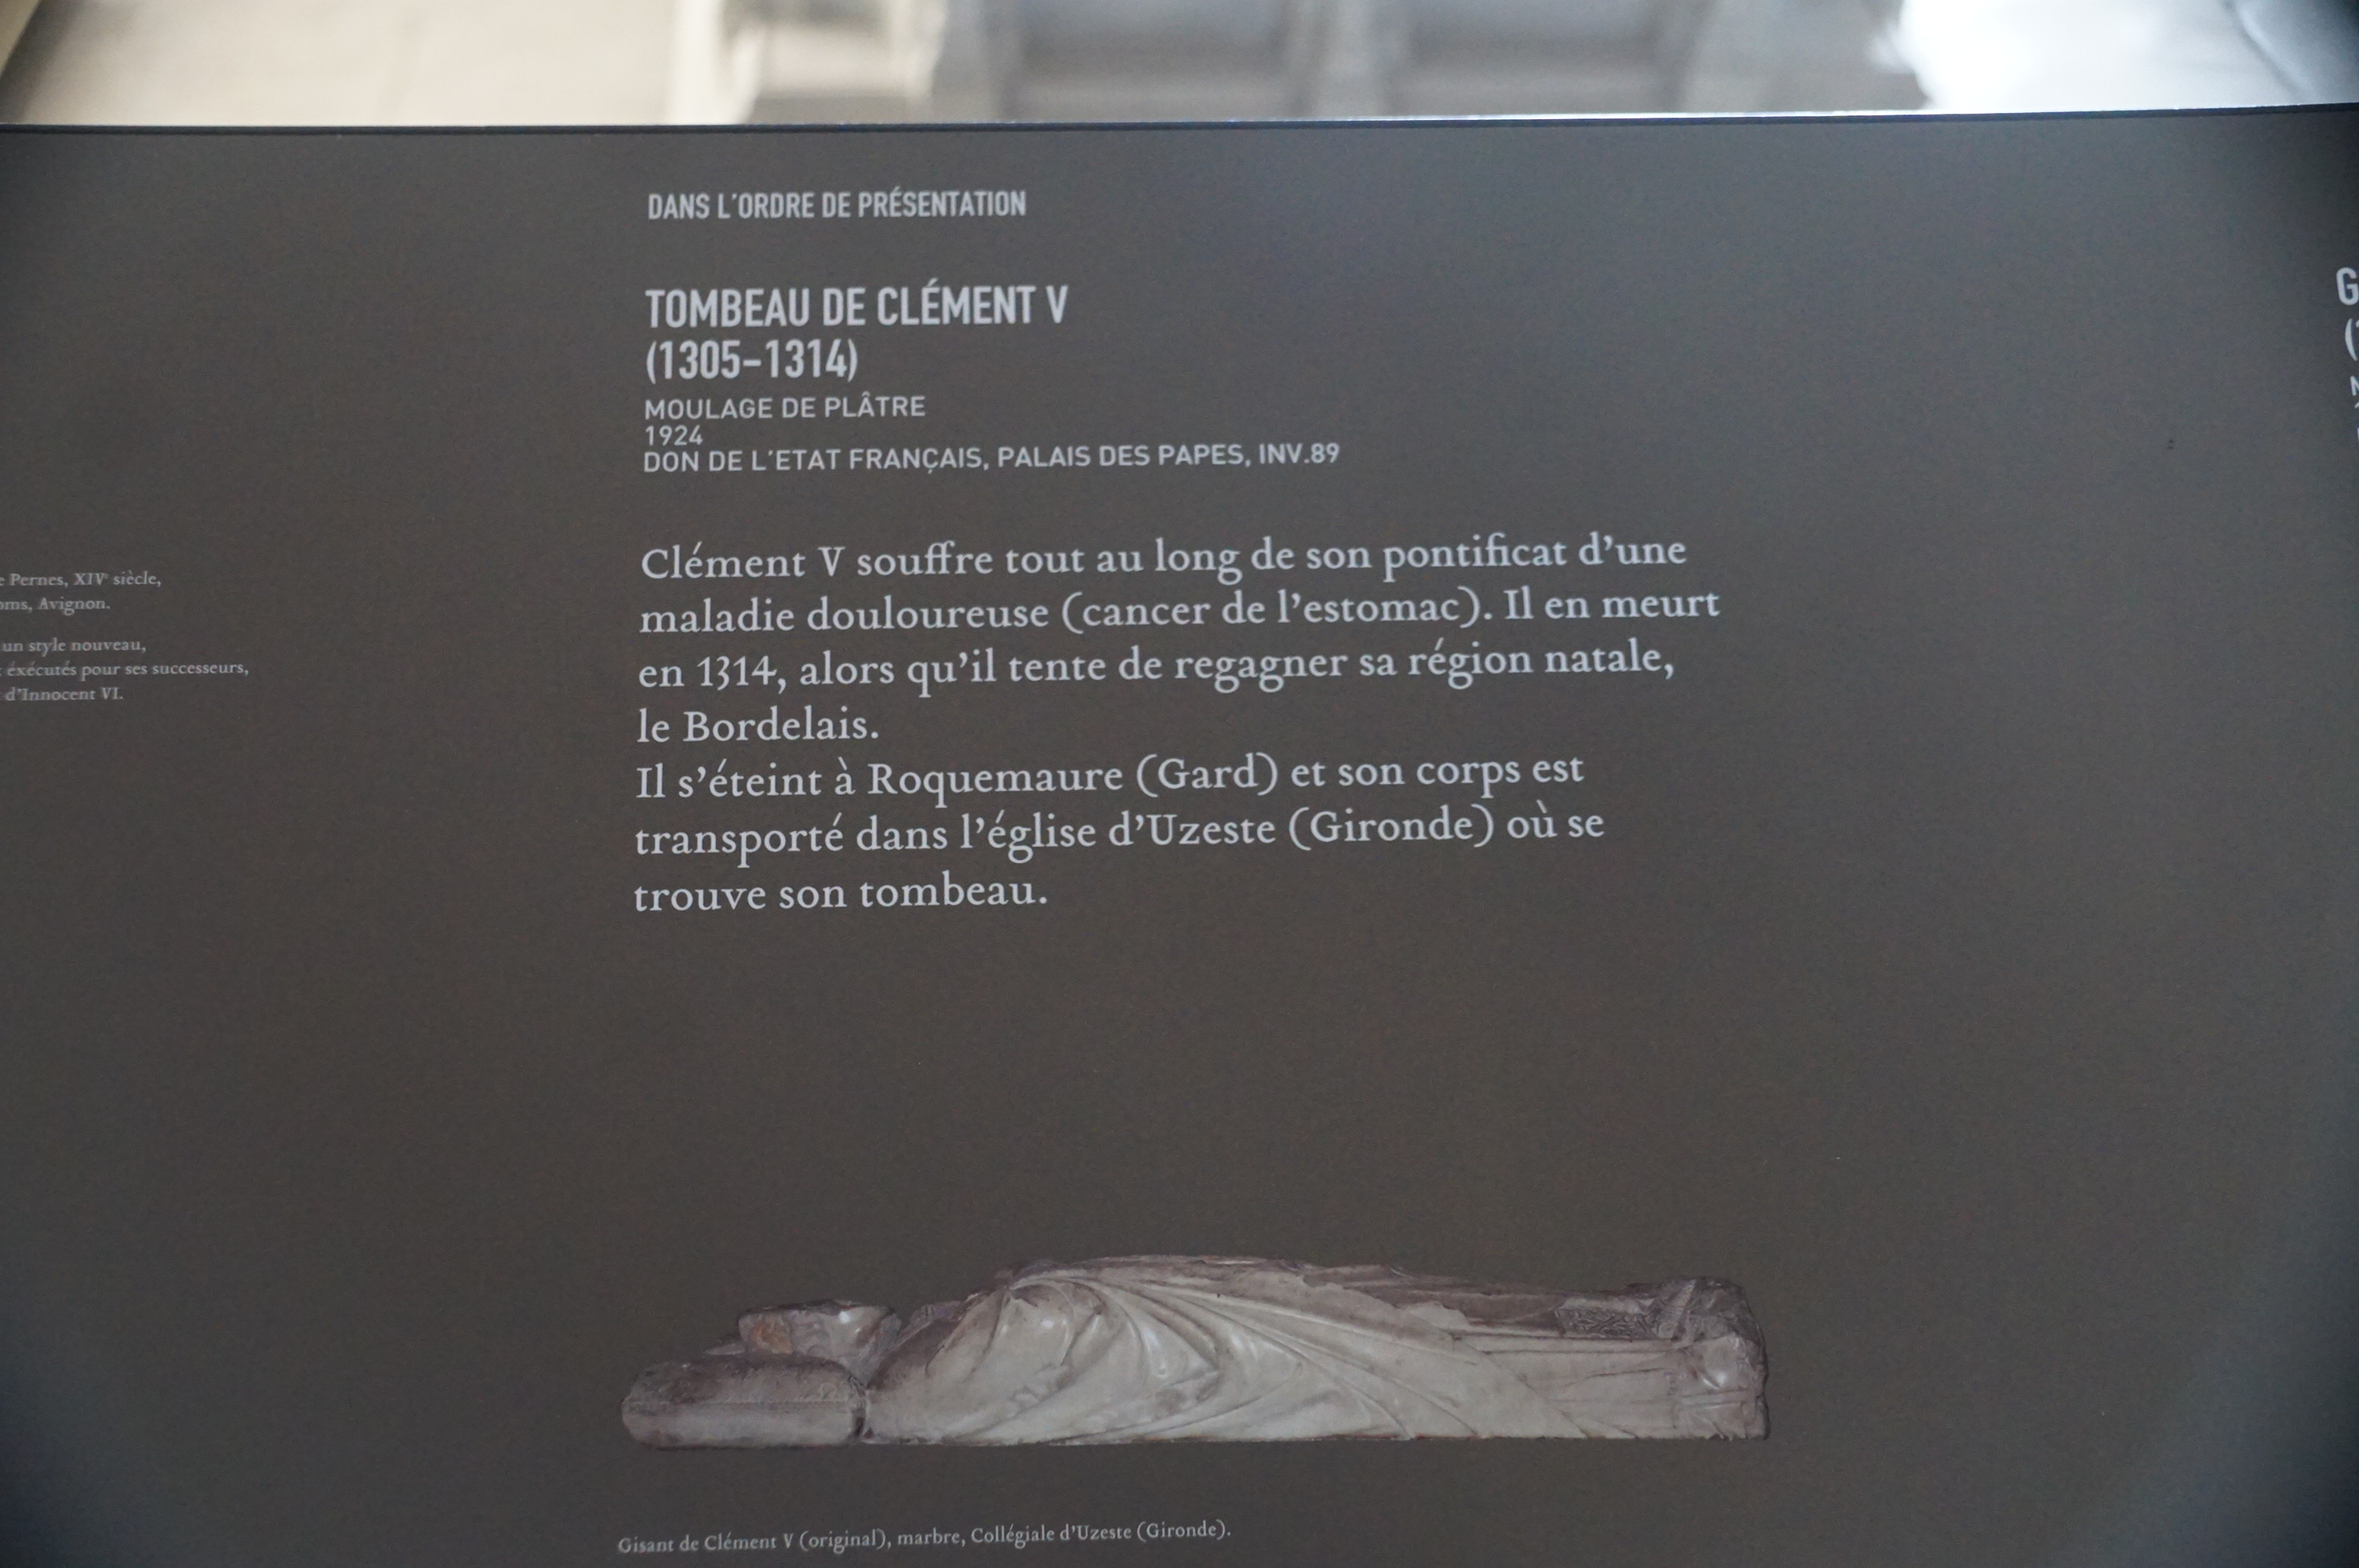 DANS L'ORDRE DE PRÉSENTATION
TOMBEAU DE CLÉMENT V
(1305-1314)
MOULAGE DE PLÂTRE
1924
DON DE L'ETAT FRANÇAIS, PALAIS DES PAPES, INV.89
Clément V souffre tout au long de son pontificat d'une
maladie douloureuse (cancer de l'estomac). Il en meurt
en 1314, alors qu'il tente de regagner sa région natale,
le Bordelais.
Il s'éteint à Roquemaure (Gard) et son corps est
transporté dans l'église d'Uzeste (Gironde) où se
trouve son tombeau.
Gisant de Clément V (original), marbre, Collégiale d'Uzeste (Gironde).
Pernes, XIVe siècle,
Avignon.
un style nouveau,
éxécutés pour ses successeurs,
d'Innocent VI.